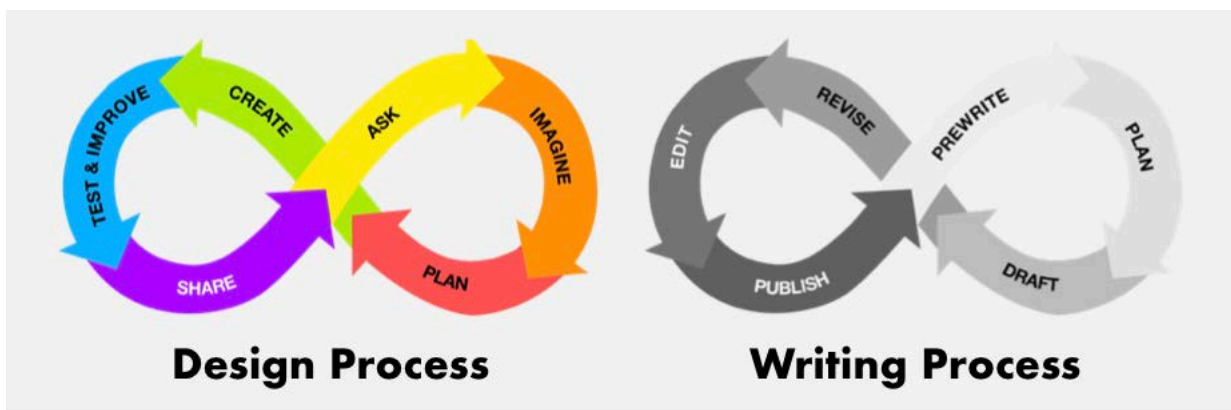 CREATE
ASK
IMAGINE
PLAN
SHARE
TEST & IMPROVE
Design Process
REVISE
PREWRITE
PLAN
DRAFT
PUBLISH
EDIT
Writing Process